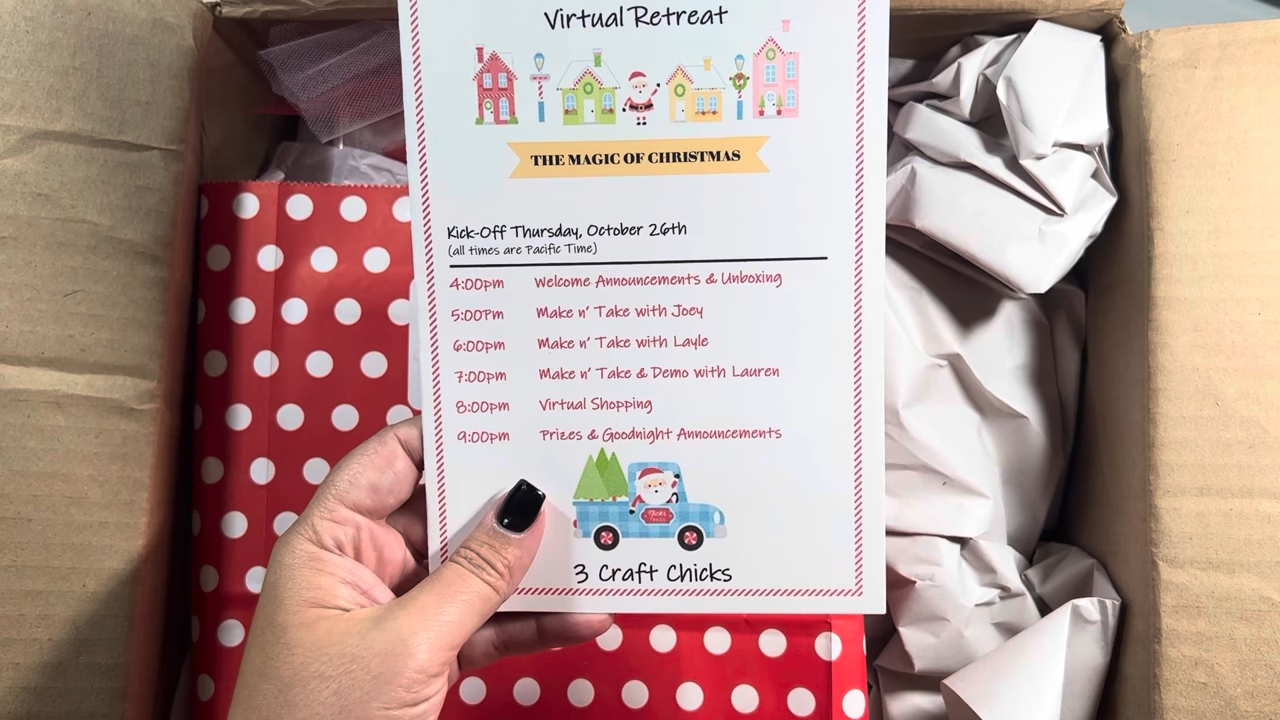 Virtual Retreat
THE MAGIC OF CHRISTMAS
Kick-Off Thursday, October 26th
(all times are Pacific Time)
4:00pm Welcome Announcements & Unboxing
5:00Pm Make n' Take with Joey
6:00pm Make n' Take with Layle
7:00pm Make n' Take & Demo with Lauren
8:00pm Virtual Shopping
9:00pm Prizes & Goodnight Announcements
3 Craft Chicks